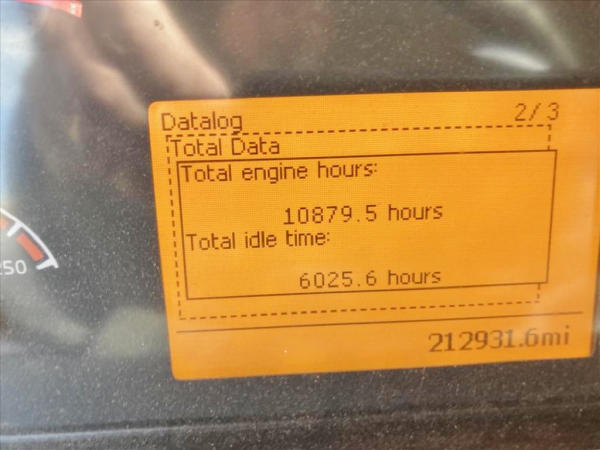 Datalog 2/3
Total Data
Total engine hours:
10879.5 hours
Total idle time:
6025.6 hours
212931.6mi
250